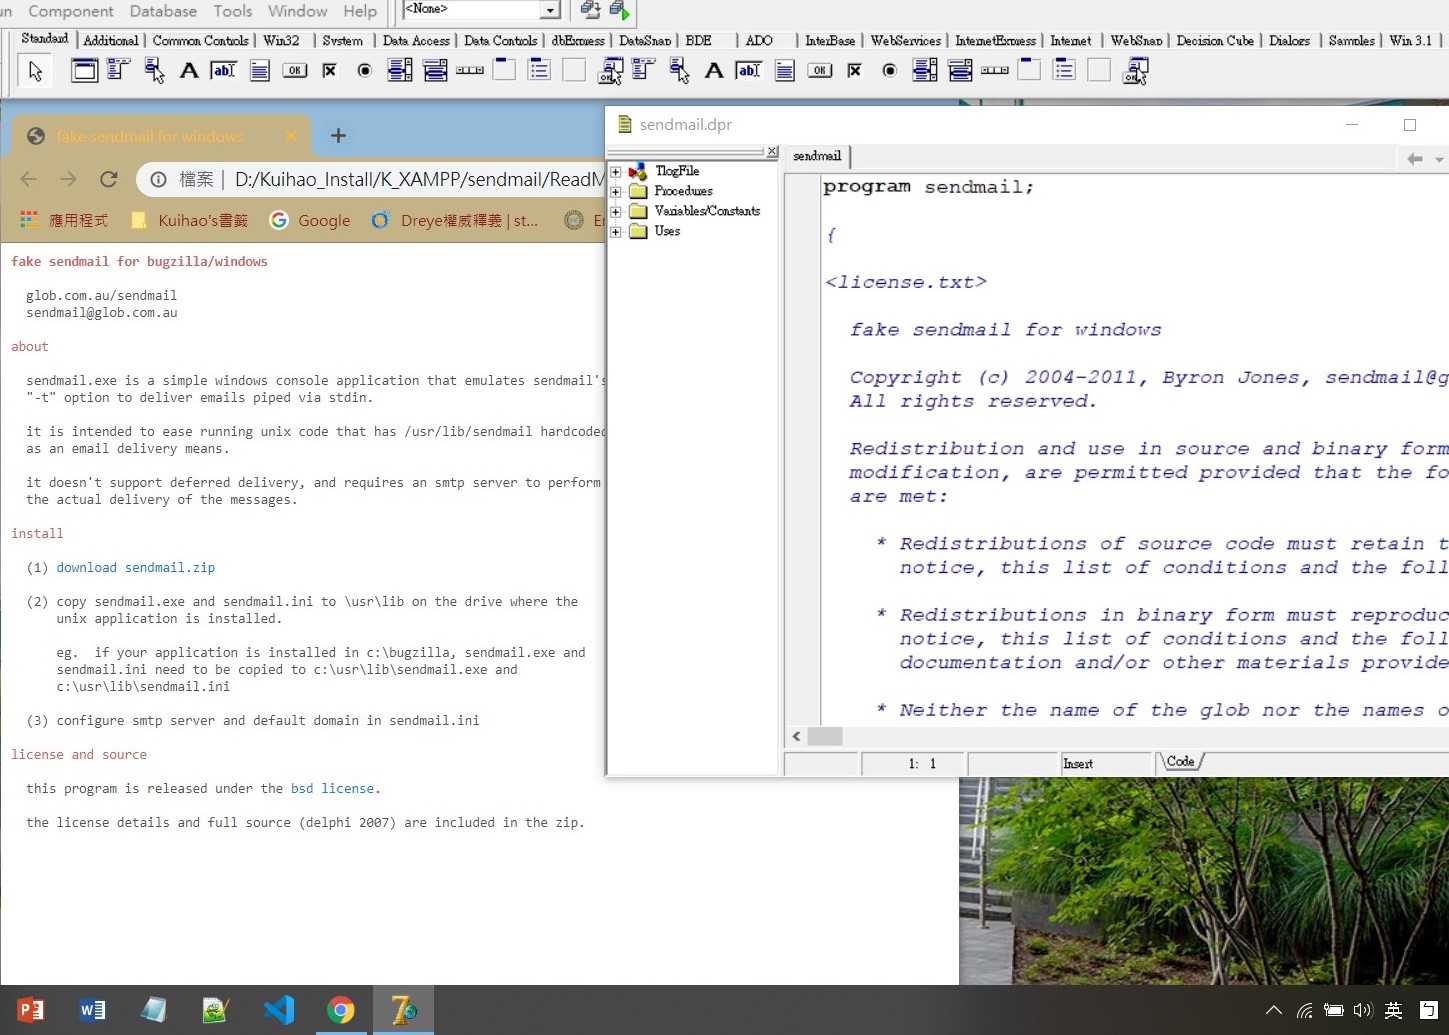 Component Database Tools Window Help
<None>
Standard Additional Common Controls Win32 System Data Access Data Controls dbExpress DataSnap BDE ADO InterBase WebServices InternetExpress Internet WebSnap Decision Cube Dialogs Samples Win 3.1
fake sendmail for windows
檔案 | D:/Kuihao_Install/K_XAMPP/sendmail/ReadM
應用程式 Kuihao's書籤 Google Dreye權威釋義 | st...
fake sendmail for bugzilla/windows
glob.com.au/sendmail
sendmail@glob.com.au
about
sendmail.exe is a simple windows console application that emulates sendmail's
"-t" option to deliver emails piped via stdin.
it is intended to ease running unix code that has /usr/lib/sendmail hardcoded
as an email delivery means.
it doesn't support deferred delivery, and requires an smtp server to perform
the actual delivery of the messages.
install
(1) download sendmail.zip
(2) copy sendmail.exe and sendmail.ini to \usr\lib on the drive where the
unix application is installed.
eg. if your application is installed in c:\bugzilla, sendmail.exe and
sendmail.ini need to be copied to c:\usr\lib\sendmail.exe and
c:\usr\lib\sendmail.ini
(3) configure smtp server and default domain in sendmail.ini
license and source
this program is released under the bsd license.
the license details and full source (delphi 2007) are included in the zip.
sendmail.dpr
sendmail
TlogFile
Procedures
Variables/Constants
Uses
program sendmail;
{
<license.txt>
fake sendmail for windows
Copyright (c) 2004-2011, Byron Jones, sendmail@g
All rights reserved.
Redistribution and use in source and binary form
modification, are permitted provided that the fo
are met:
* Redistributions of source code must retain t
notice, this list of conditions and the foll
* Redistributions in binary form must reproduc
notice, this list of conditions and the foll
documentation and/or other materials provide
* Neither the name of the glob nor the names o
1: 1
Insert
Code
英